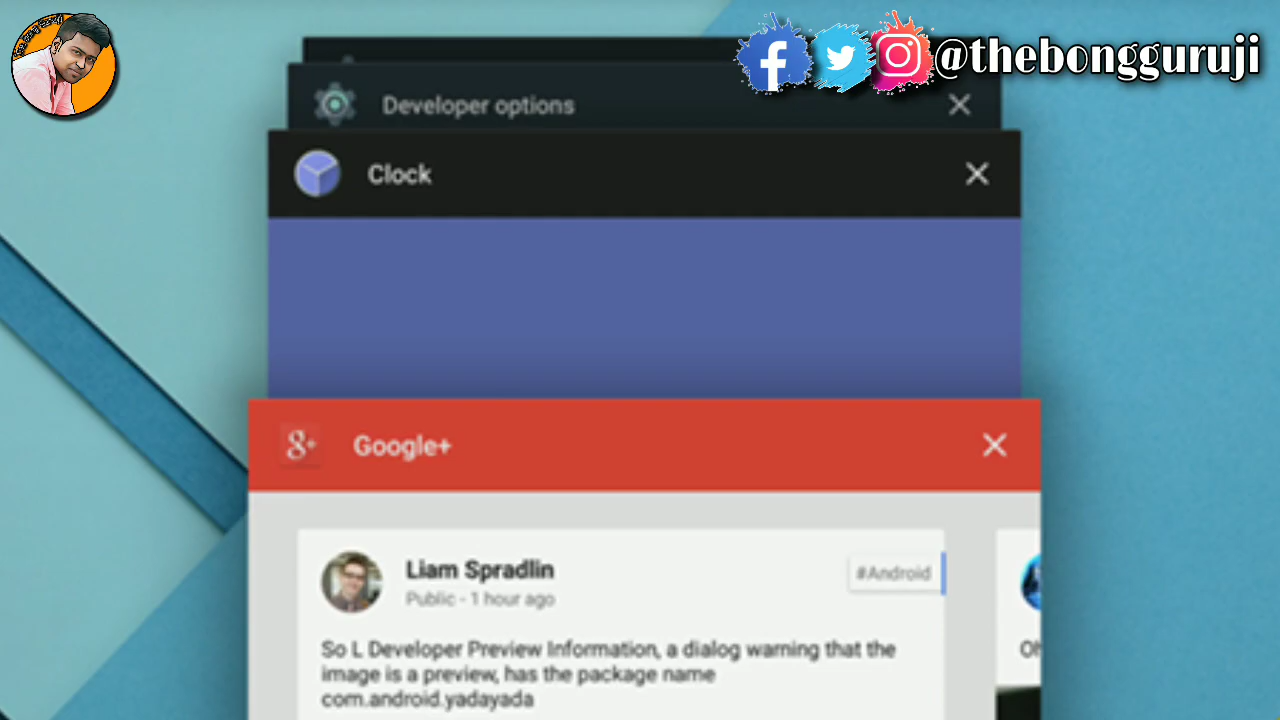 @thebongguruji
Developer options
Clock
Google+
Liam Spradlin
#Android
Public - 1 hour ago
So L Developer Preview Information, a dialog warning that the
image is a preview, has the package name
com.android.yadayada